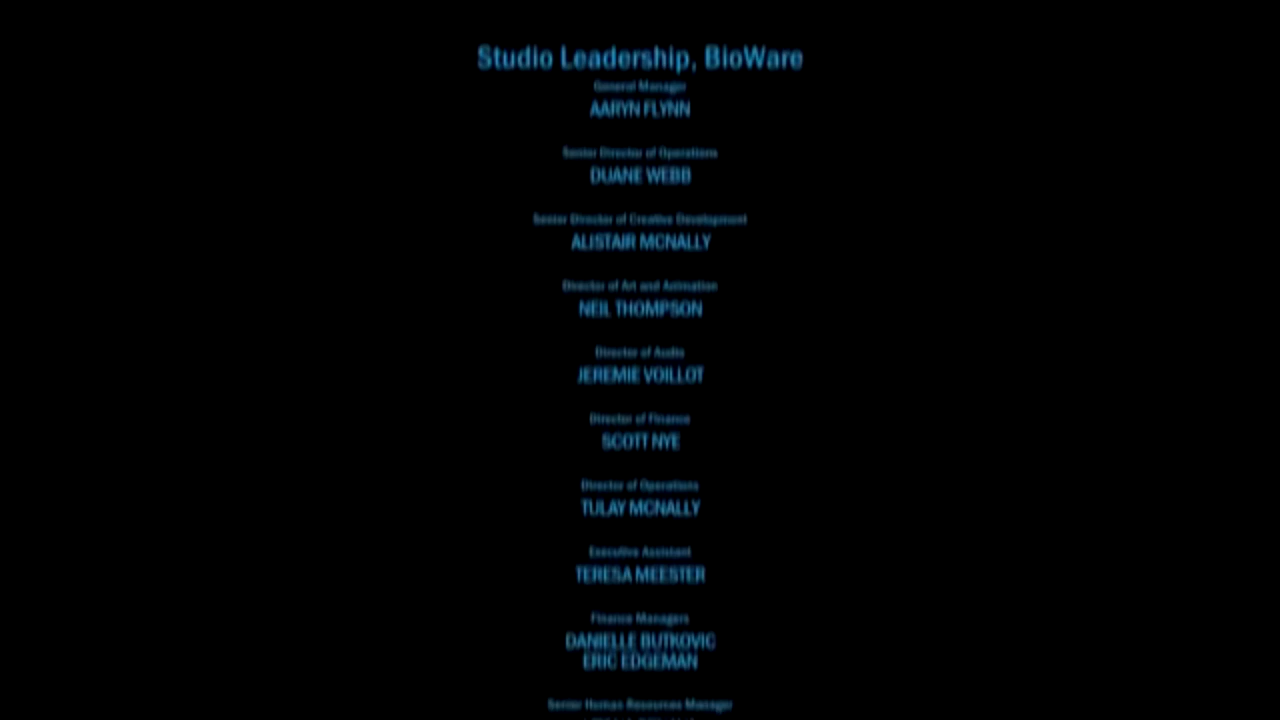 Studio Leadership, BioWare
General Manager
AARYN FLYNN
Senior Director of Operations
DUANE WEBB
Senior Director of Creative Development
ALISTAIR MCNALLY
Director of Art and Animation
NEIL THOMPSON
Director of Audio
JEREMIE VOILLOT
Director of Finance
SCOTT NYE
Director of Operations
TULAY MCNALLY
Executive Assistant
TERESA MEESTER
Finance Managers
DANIELLE BUTKOVIC
ERIC EDGEMAN
Senior Human Resources Manager